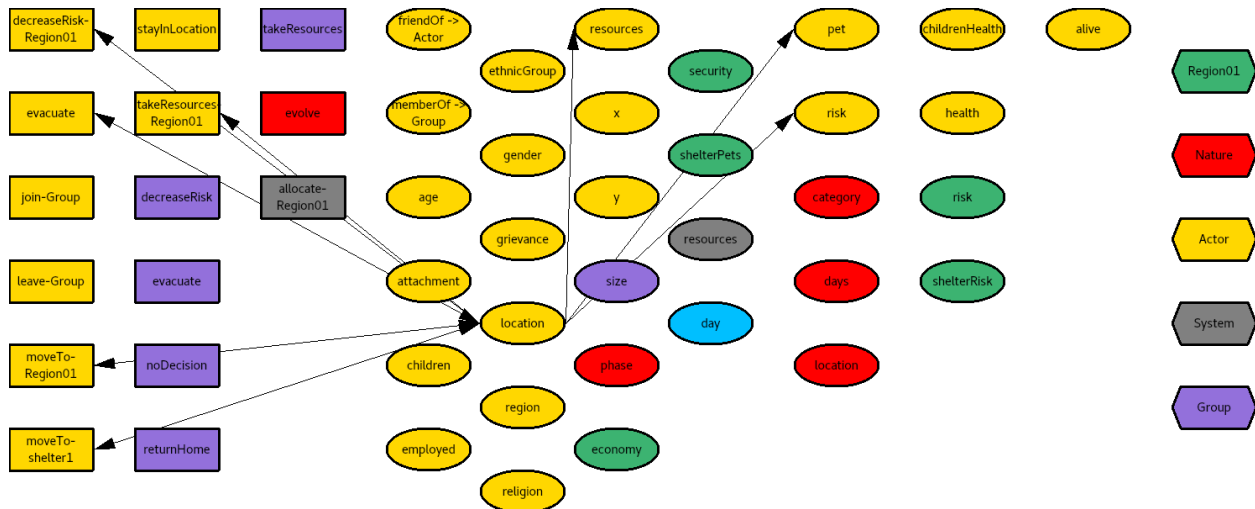 decreaseRisk-
Region01
stayInLocation
takeResources
friendOf ->
Actor
resources
pet
childrenHealth
alive
ethnicGroup
security
Region01
evacuate
takeResources-
Region01
evolve
memberOf ->
Group
x
risk
health
gender
shelterPets
Nature
join-Group
decreaseRisk
allocate-
Region01
age
y
category
risk
grievance
resources
Actor
leave-Group
evacuate
attachment
size
days
shelterRisk
location
day
System
moveTo-
Region01
noDecision
children
phase
location
region
Group
moveTo-
shelter1
returnHome
employed
economy
religion